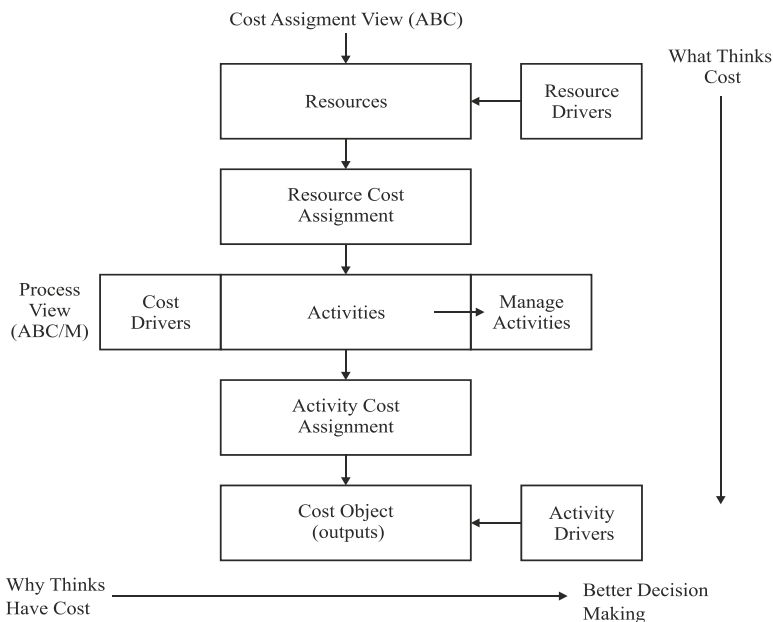 Cost Assigment View (ABC)
What Thinks
Cost
Resources
Resource
Drivers
Resource Cost
Assignment
Process
View
(ABC/M)
Cost
Drivers
Activities
Manage
Activities
Activity Cost
Assignment
Cost Object
(outputs)
Activity
Drivers
Why Thinks
Have Cost
Better Decision
Making